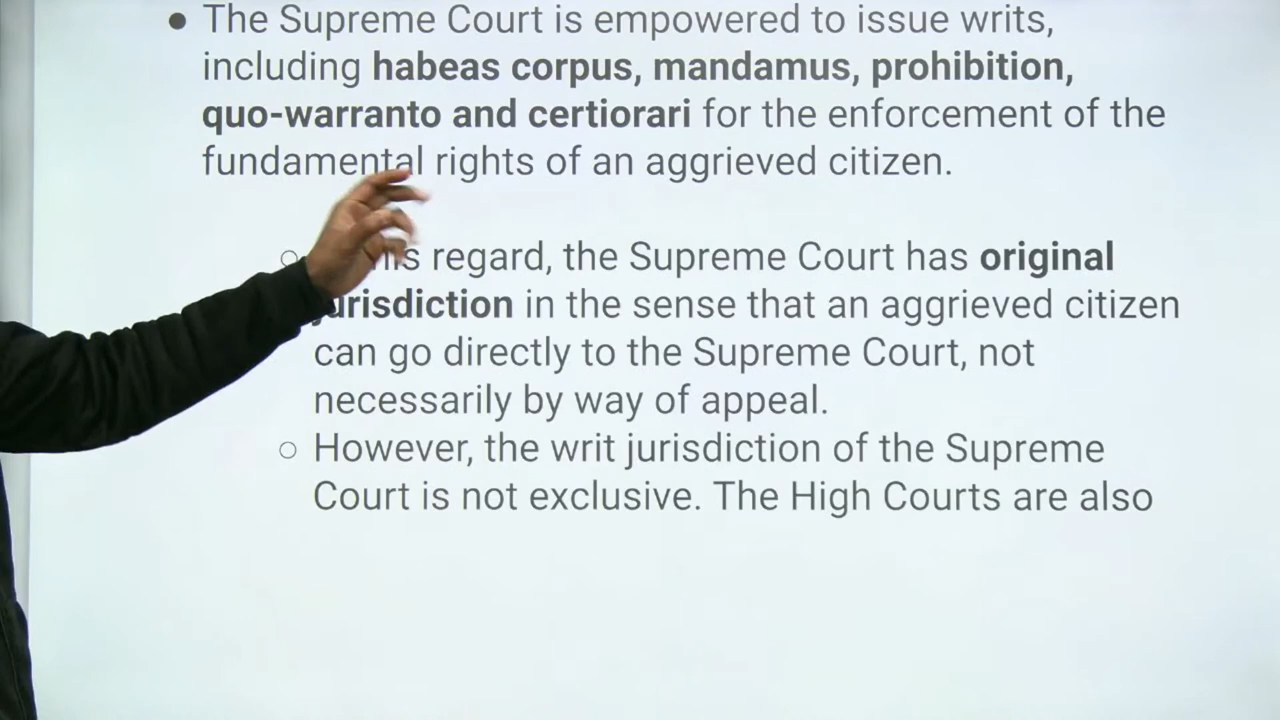 ● The Supreme Court is empowered to issue writs,
including habeas corpus, mandamus, prohibition,
quo-warranto and certiorari for the enforcement of the
fundamental rights of an aggrieved citizen.
○ regard, the Supreme Court has original
jurisdiction in the sense that an aggrieved citizen
can go directly to the Supreme Court, not
necessarily by way of appeal.
○ However, the writ jurisdiction of the Supreme
Court is not exclusive. The High Courts are also